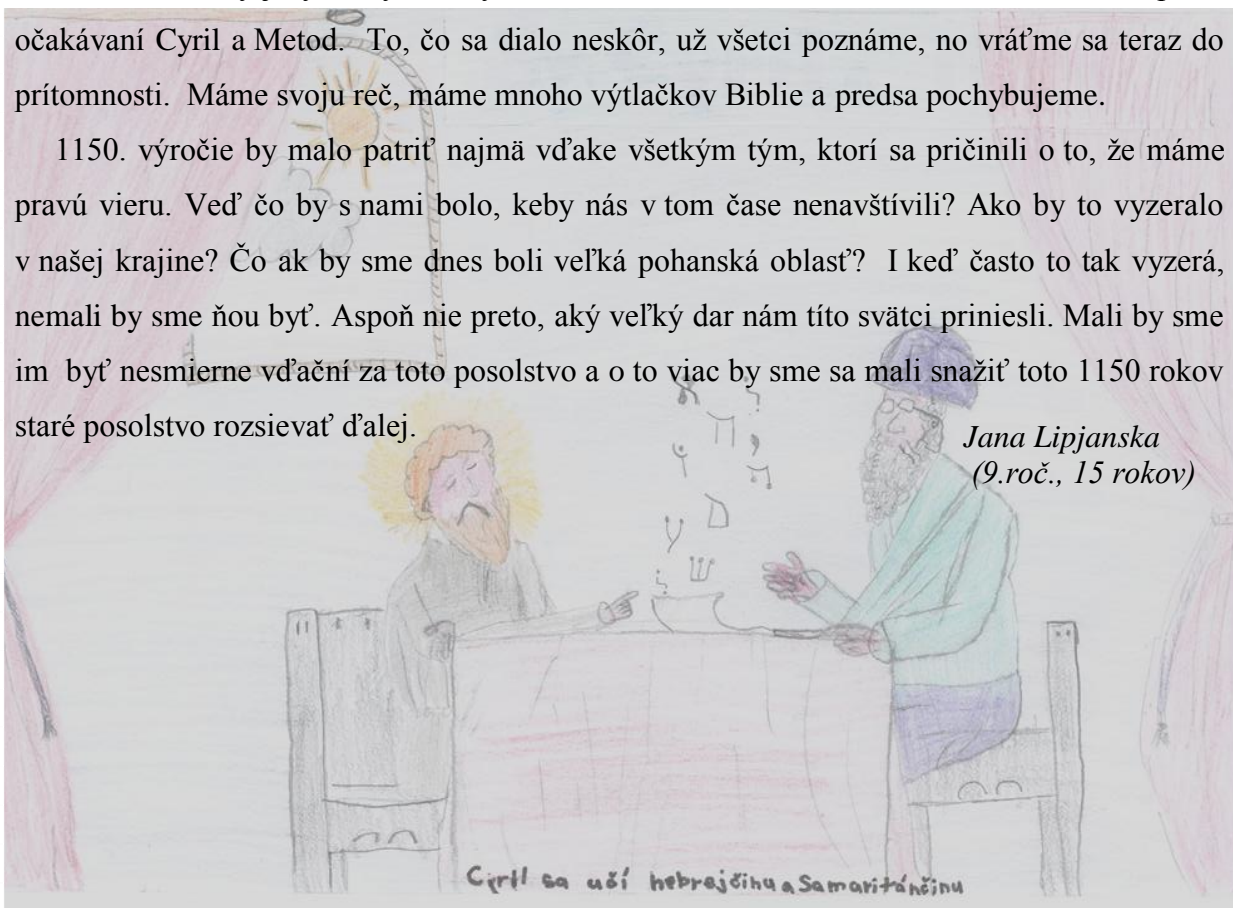 očakávaní Cyril a Metod. To, čo sa dialo neskôr, už všetci poznáme, no vráťme sa teraz do
prítomnosti. Máme svoju reč, máme mnoho výtlačkov Biblie a predsa pochybujeme.
1150. výročie by malo patriť najmä vďake všetkým tým, ktorí sa pričinili o to, že máme
pravú vieru. Veď čo by s nami bolo, keby nás v tom čase nenavštívili? Ako by to vyzeralo
v našej krajine? Čo ak by sme dnes boli veľká pohanská oblasť? I keď často to tak vyzerá,
nemali by sme ňou byť. Aspoň nie preto, aký veľký dar nám títo svätci priniesli. Mali by sme
im byť nesmierne vďační za toto posolstvo a o to viac by sme sa mali snažiť toto 1150 rokov
staré posolstvo rozsievať ďalej.
Jana Lipjanska
(9.roč., 15 rokov)
Cyril sa učí hebrejčinu a Samaritánčinu